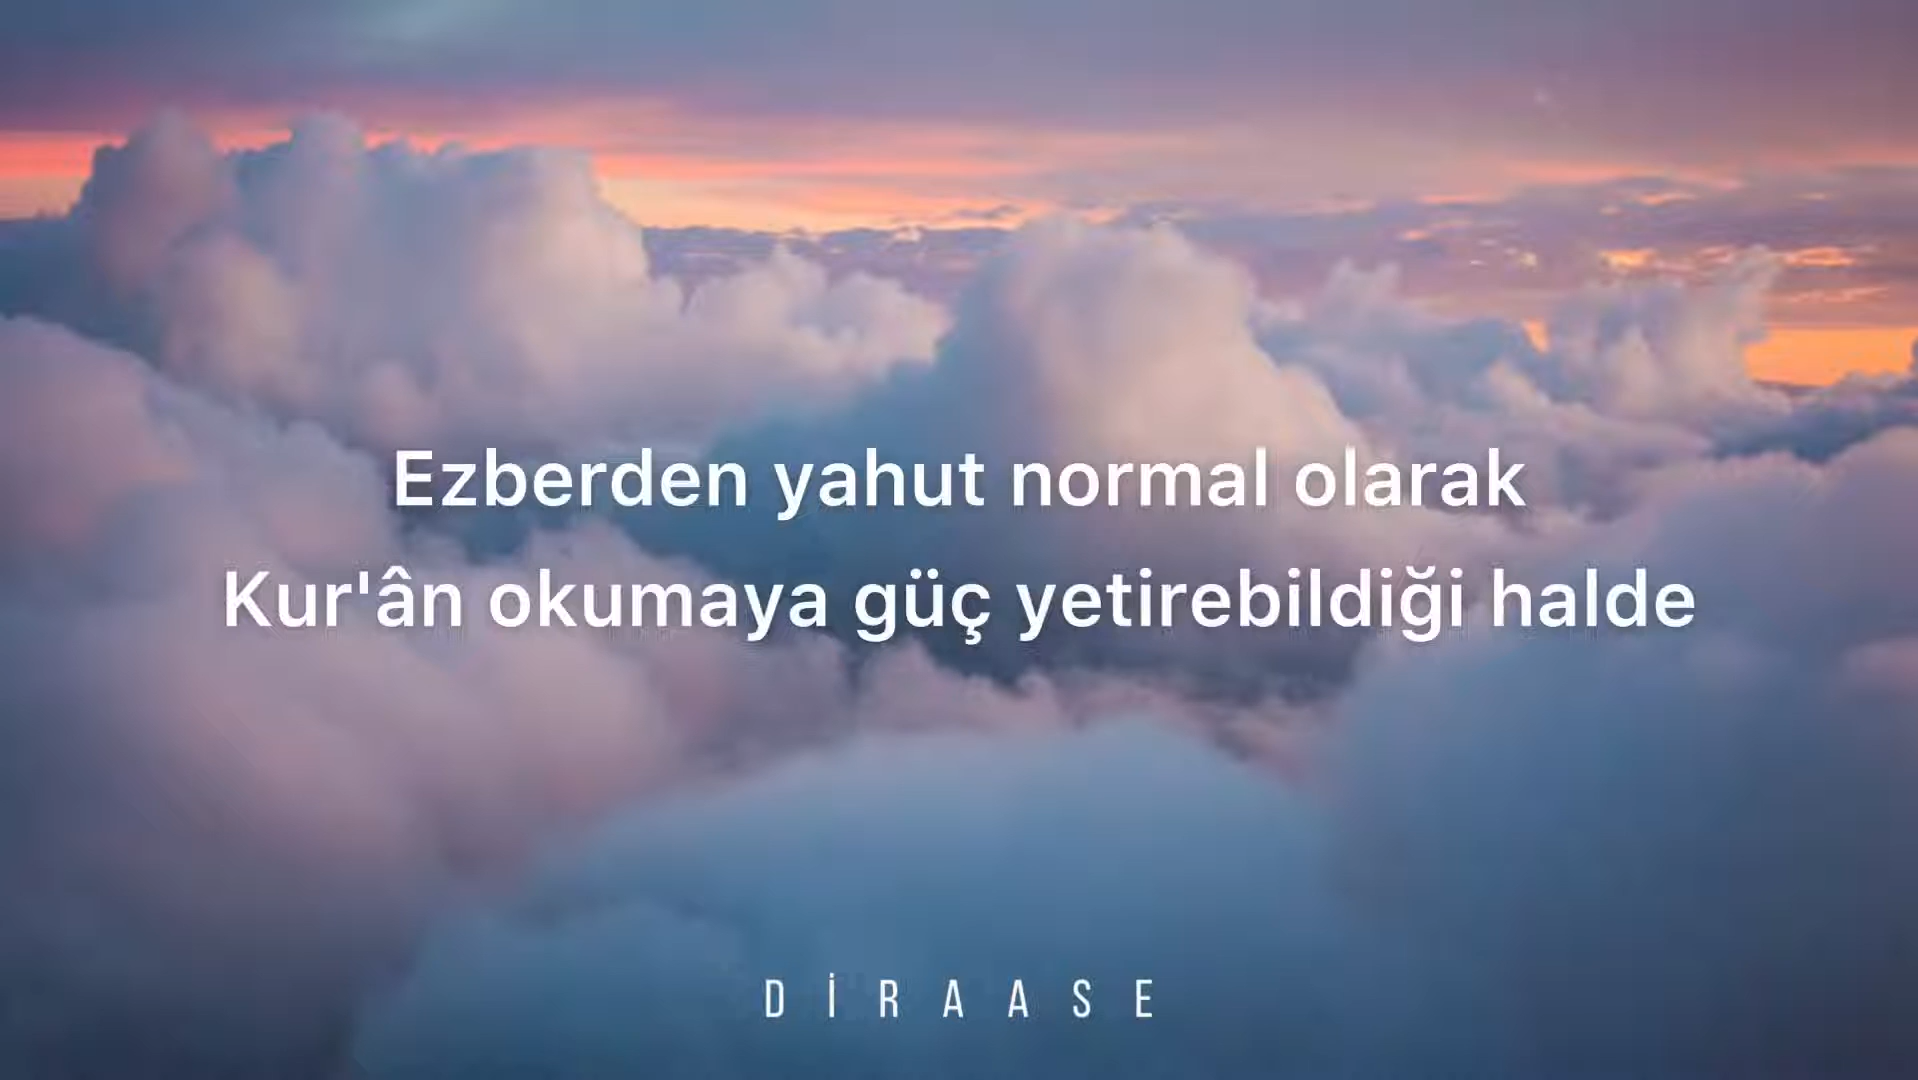 Ezberden yahut normal olarak
Kur'ân okumaya güç yetirebildiği halde
DİRAASE